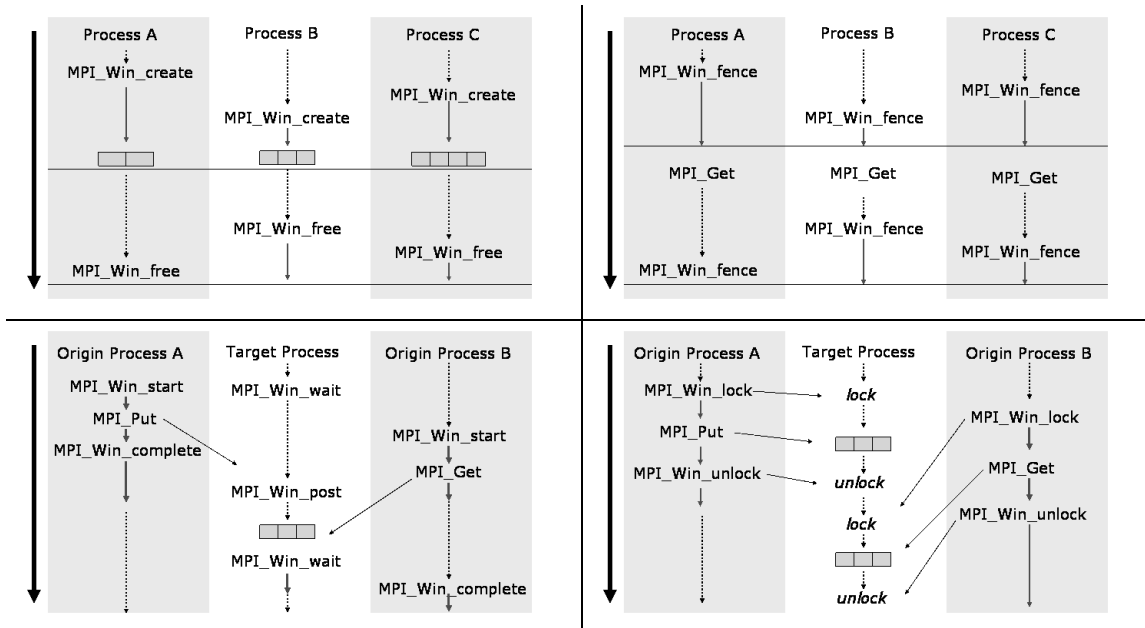 Process A
Process B
Process C
MPI_Win_create
MPI_Win_create
MPI_Win_create
MPI_Win_free
MPI_Win_free
MPI_Win_free
Process A
Process B
Process C
MPI_Win_fence
MPI_Win_fence
MPI_Win_fence
MPI_Get
MPI_Get
MPI_Get
MPI_Win_fence
MPI_Win_fence
MPI_Win_fence
Origin Process A
Target Process
Origin Process B
MPI_Win_start
MPI_Win_wait
MPI_Put
MPI_Win_start
MPI_Win_complete
MPI_Get
MPI_Win_post
MPI_Win_wait
MPI_Win_complete
Origin Process A
Target Process
Origin Process B
MPI_Win_lock
lock
MPI_Win_lock
MPI_Put
MPI_Get
MPI_Win_unlock
unlock
MPI_Win_unlock
lock
unlock